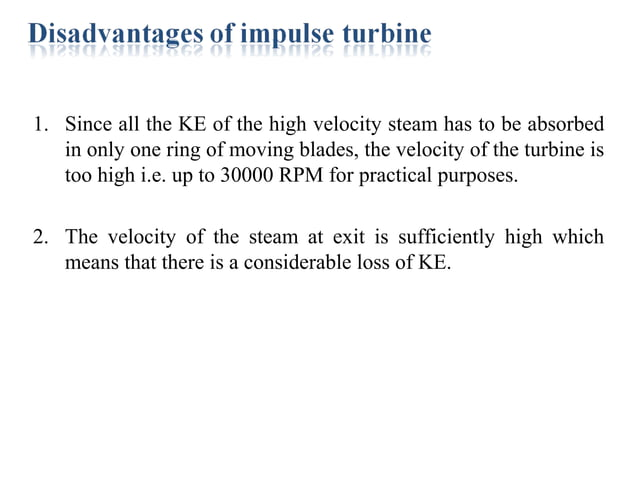 Disadvantages of impulse turbine
1. Since all the KE of the high velocity steam has to be absorbed
in only one ring of moving blades, the velocity of the turbine is
too high i.e. up to 30000 RPM for practical purposes.
2. The velocity of the steam at exit is sufficiently high which
means that there is a considerable loss of KE.